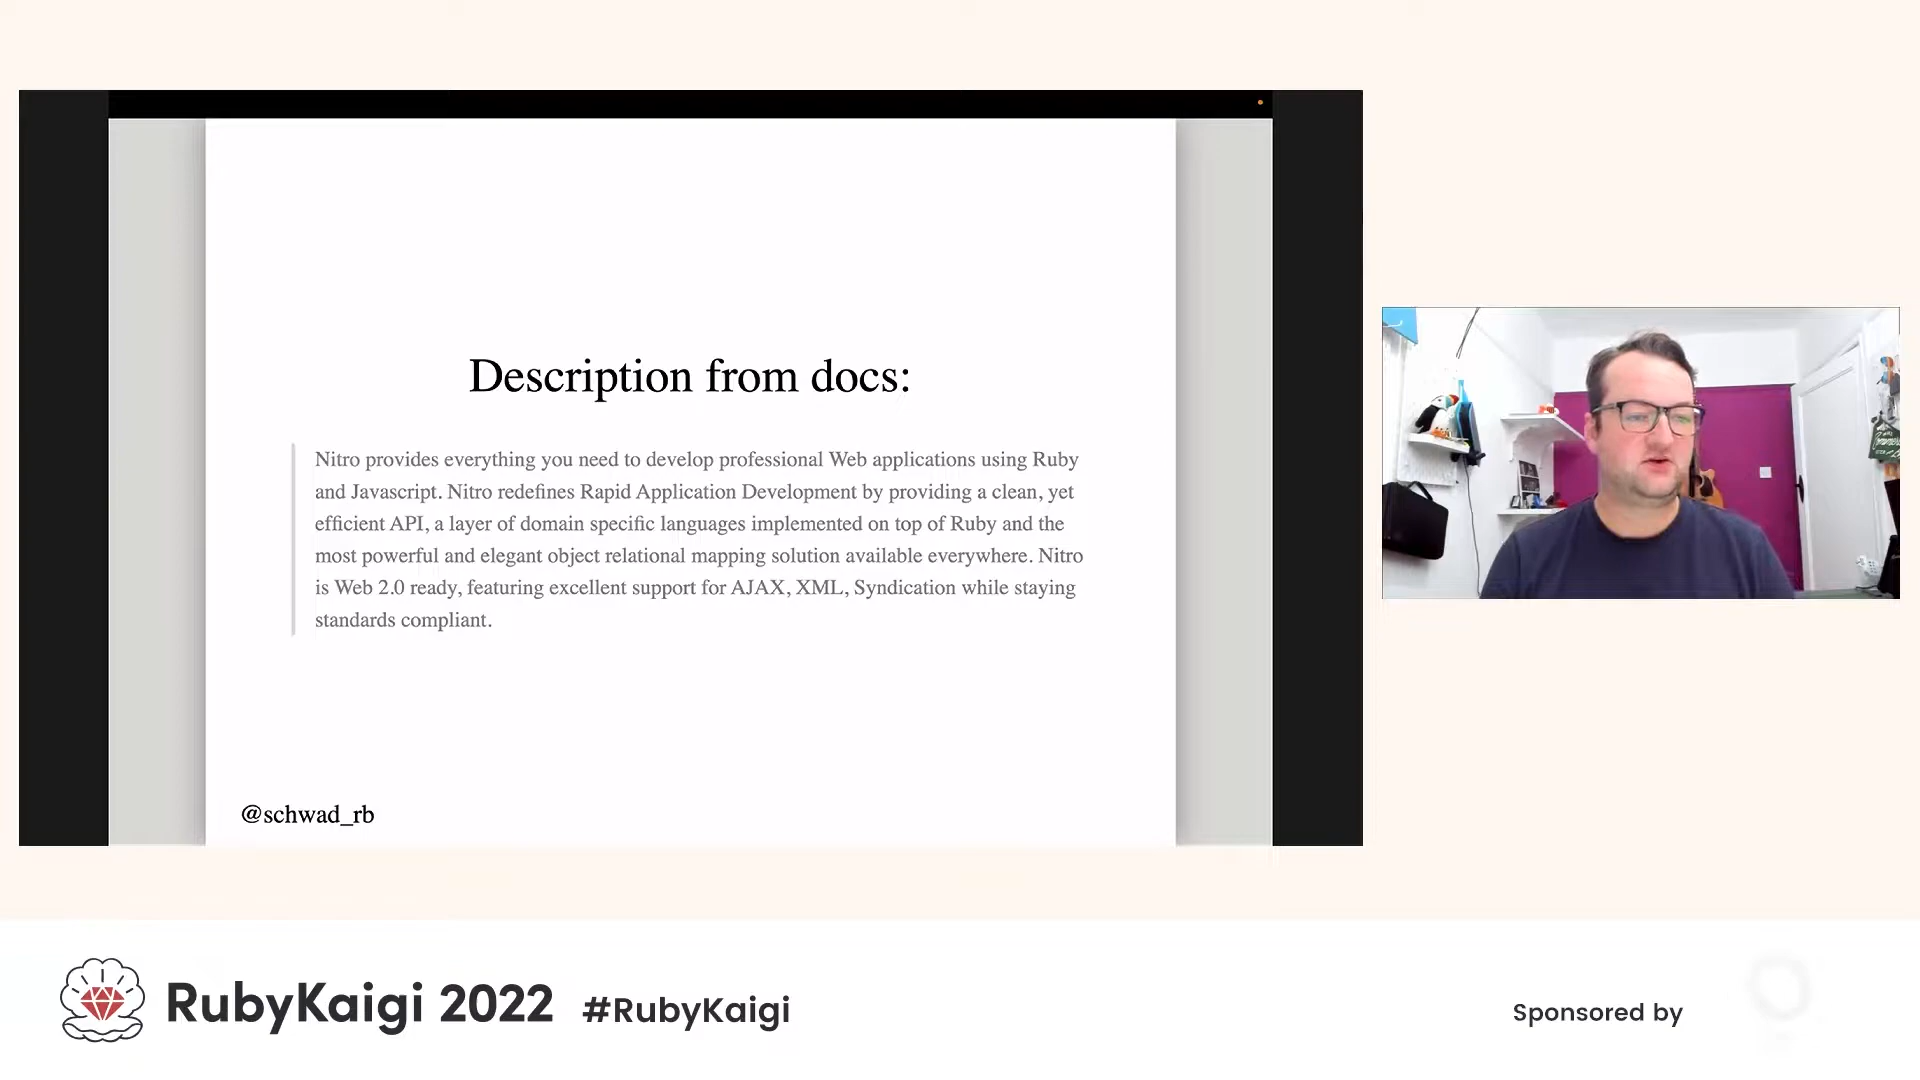 Description from docs:
Nitro provides everything you need to develop professional Web applications using Ruby
and Javascript. Nitro redefines Rapid Application Development by providing a clean, yet
efficient API, a layer of domain specific languages implemented on top of Ruby and the
most powerful and elegant object relational mapping solution available everywhere. Nitro
is Web 2.0 ready, featuring excellent support for AJAX, XML, Syndication while staying
standards compliant.
@schwad_rb
RubyKaigi 2022 #RubyKaigi
Sponsored by